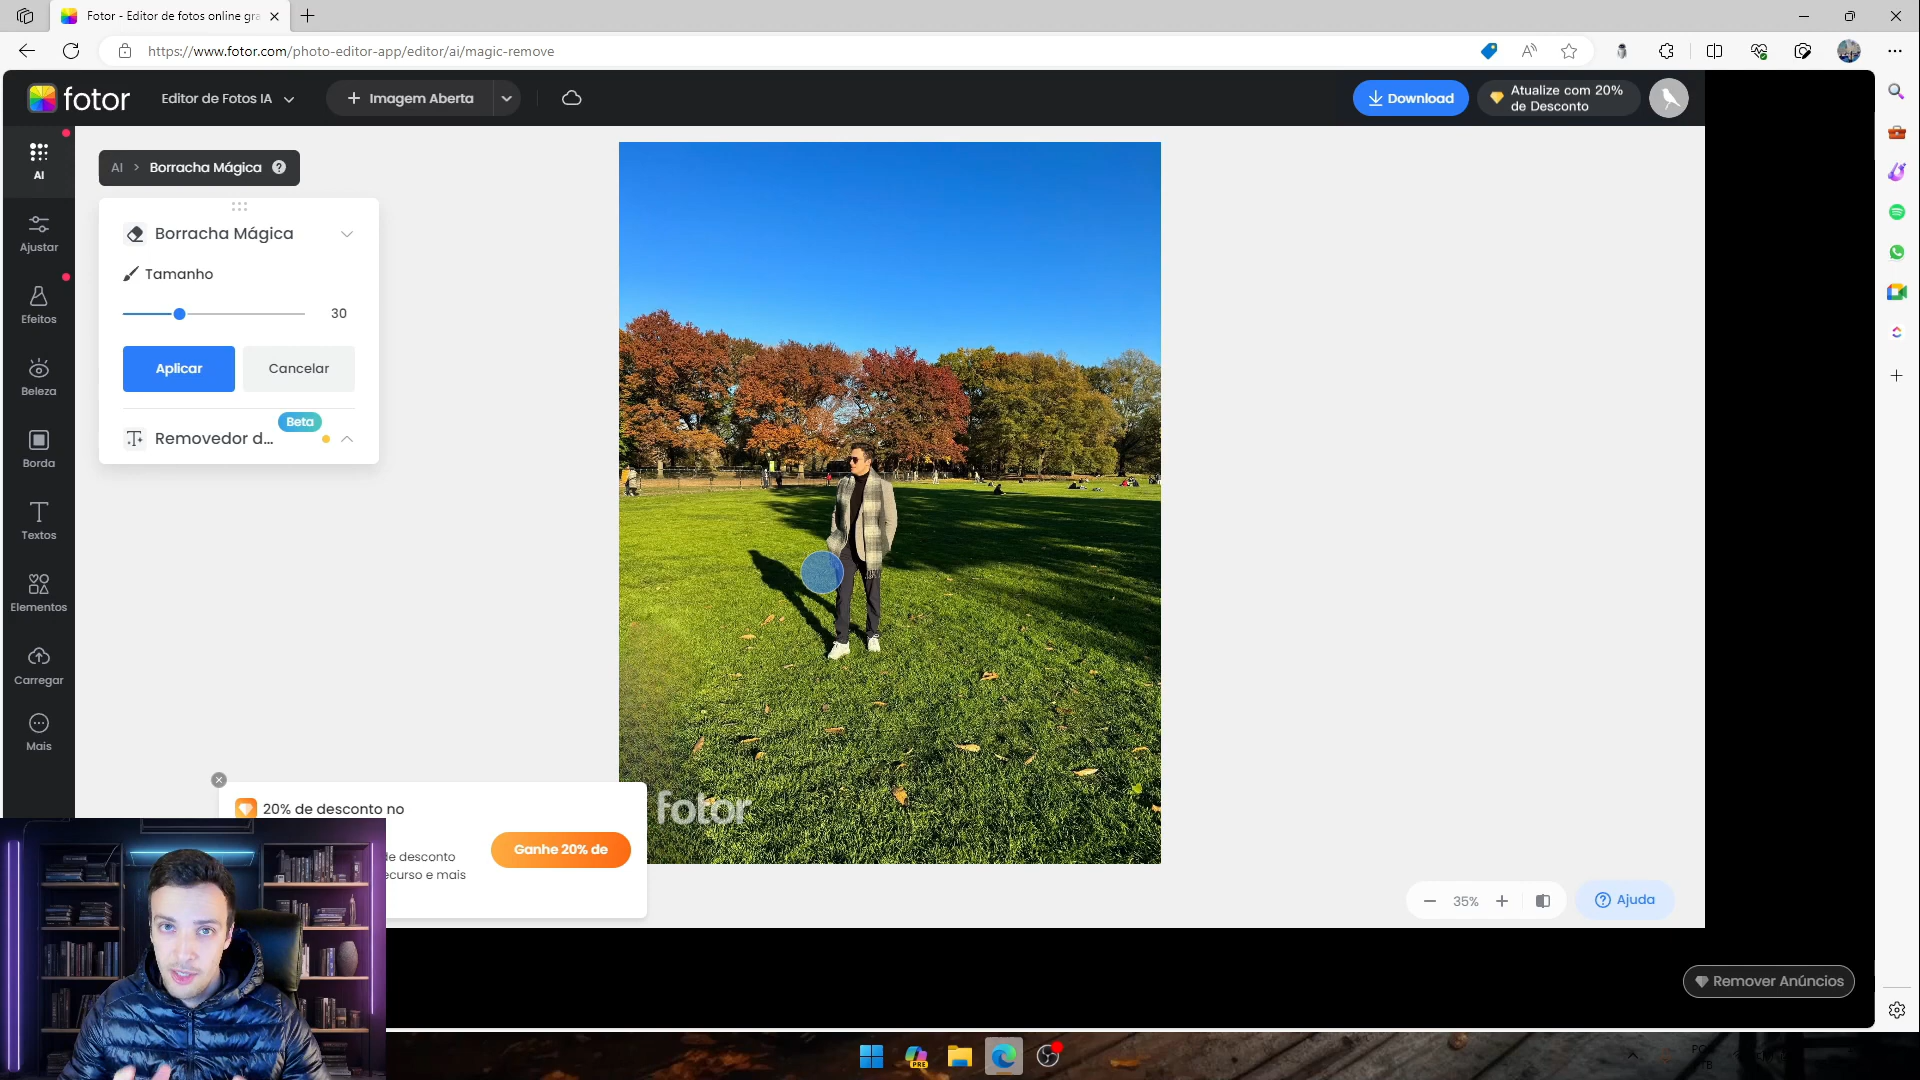 Fotor - Editor de fotos online gra
https://www.fotor.com/photo-editor-app/editor/ai/magic-remove
fotor
Editor de Fotos IA
Imagem Aberta
Download
Atualize com 20%
de Desconto
AI
Ajustar
Efeitos
Beleza
Borda
Textos
Elementos
Carregar
Mais
AI > Borracha Mágica ?
Borracha Mágica
Tamanho
30
Aplicar
Cancelar
Beta
Removedor d...
fotor
20% de desconto no
de desconto
ecurso e mais
Ganhe 20% de
35%
Ajuda
Remover Anúncios
PRE